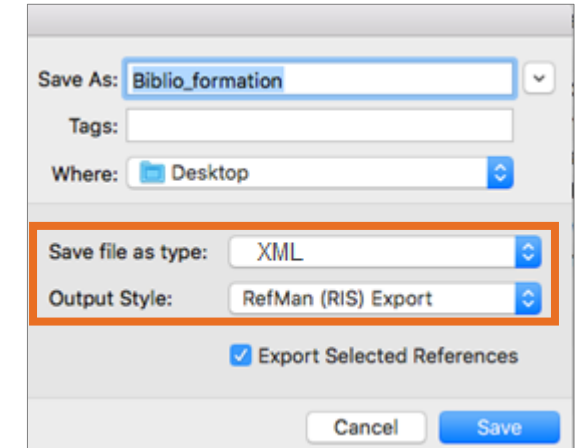 Save As: Biblio_formation
Tags:
Where: Desktop
Save file as type: XML
Output Style: RefMan (RIS) Export
Export Selected References
Cancel Save